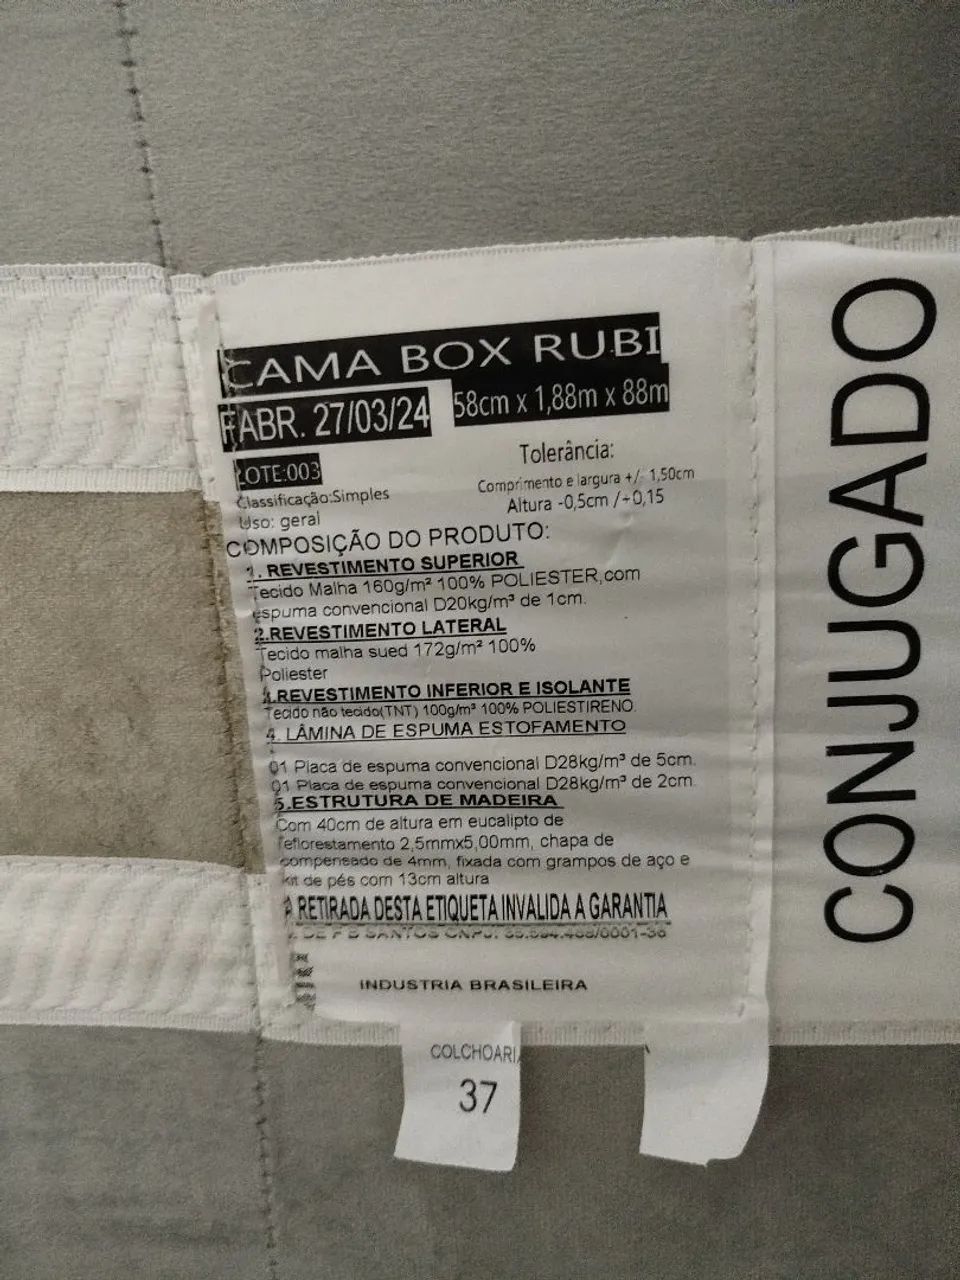 CAMA BOX RUBI
FABR. 27/03/24
58cm x 1,88m x 88m
LOTE:003
Classificação:Simples
Uso: geral
Tolerância:
Comprimento e largura +/- 1,50cm
Altura -0,5cm /+0,15
COMPOSIÇÃO DO PRODUTO:
1. REVESTIMENTO SUPERIOR
Tecido Malha 160g/m² 100% POLIESTER,com
espuma convencional D20kg/m³ de 1cm.
2.REVESTIMENTO LATERAL
Tecido malha sued 172g/m² 100%
Poliester
.REVESTIMENTO INFERIOR E ISOLANTE
Tecido não tecido(TNT) 100g/m³ 100% POLIESTIRENO.
4. LÂMINA DE ESPUMA ESTOFAMENTO
01 Placa de espuma convencional D28kg/m³ de 5cm.
01 Placa de espuma convencional D28kg/m³ de 2cm.
5.ESTRUTURA DE MADEIRA
Com 40cm de altura em eucalipto de
reflorestamento 2,5mmx5,00mm, chapa de
compensado de 4mm, fixada com grampos de aço e
kit de pés com 13cm altura
A RETIRADA DESTA ETIQUETA INVALIDA A GARANTIA
DE SANTOS CNPJ:
INDUSTRIA BRASILEIRA
COLCHOARI
37
CONJUGADO